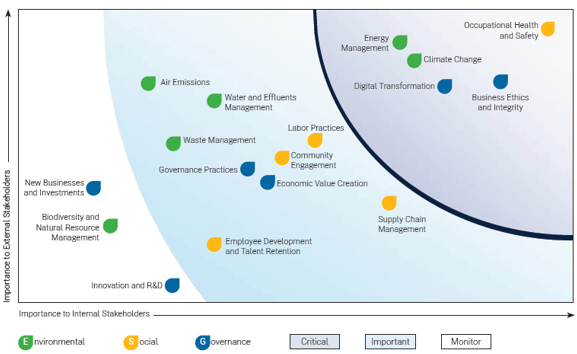 Occupational Health
and Safety
Energy
Management
Climate Change
Digital Transformation
Business Ethics
and Integrity
Air Emissions
Water and Effluents
Management
Labor Practices
Waste Management
Community
Engagement
Governance Practices
Economic Value Creation
New Businesses
and Investments
Supply Chain
Management
Biodiversity and
Natural Resource
Management
Employee Development
and Talent Retention
Innovation and R&D
Importance to External Stakeholders
Importance to Internal Stakeholders
Environmental
Social
Governance
Critical
Important
Monitor